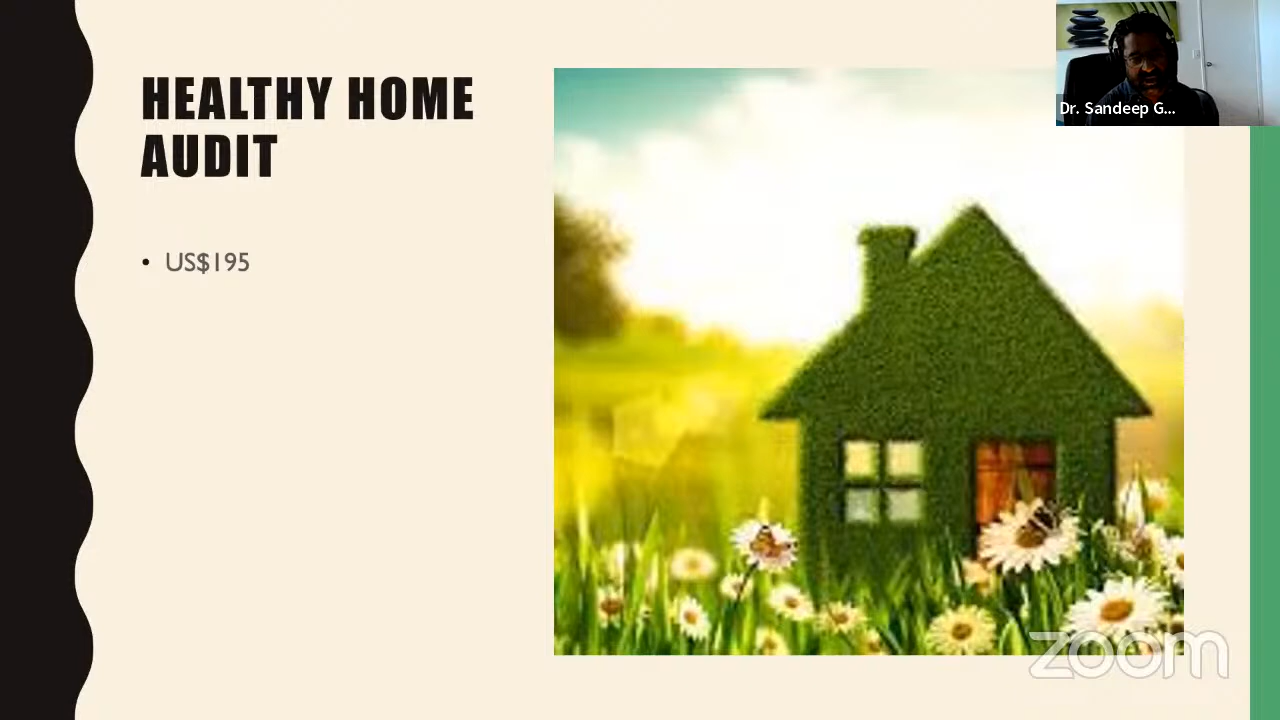 HEALTHY HOME
AUDIT
• US$195
Dr. Sandeep G...
zoom